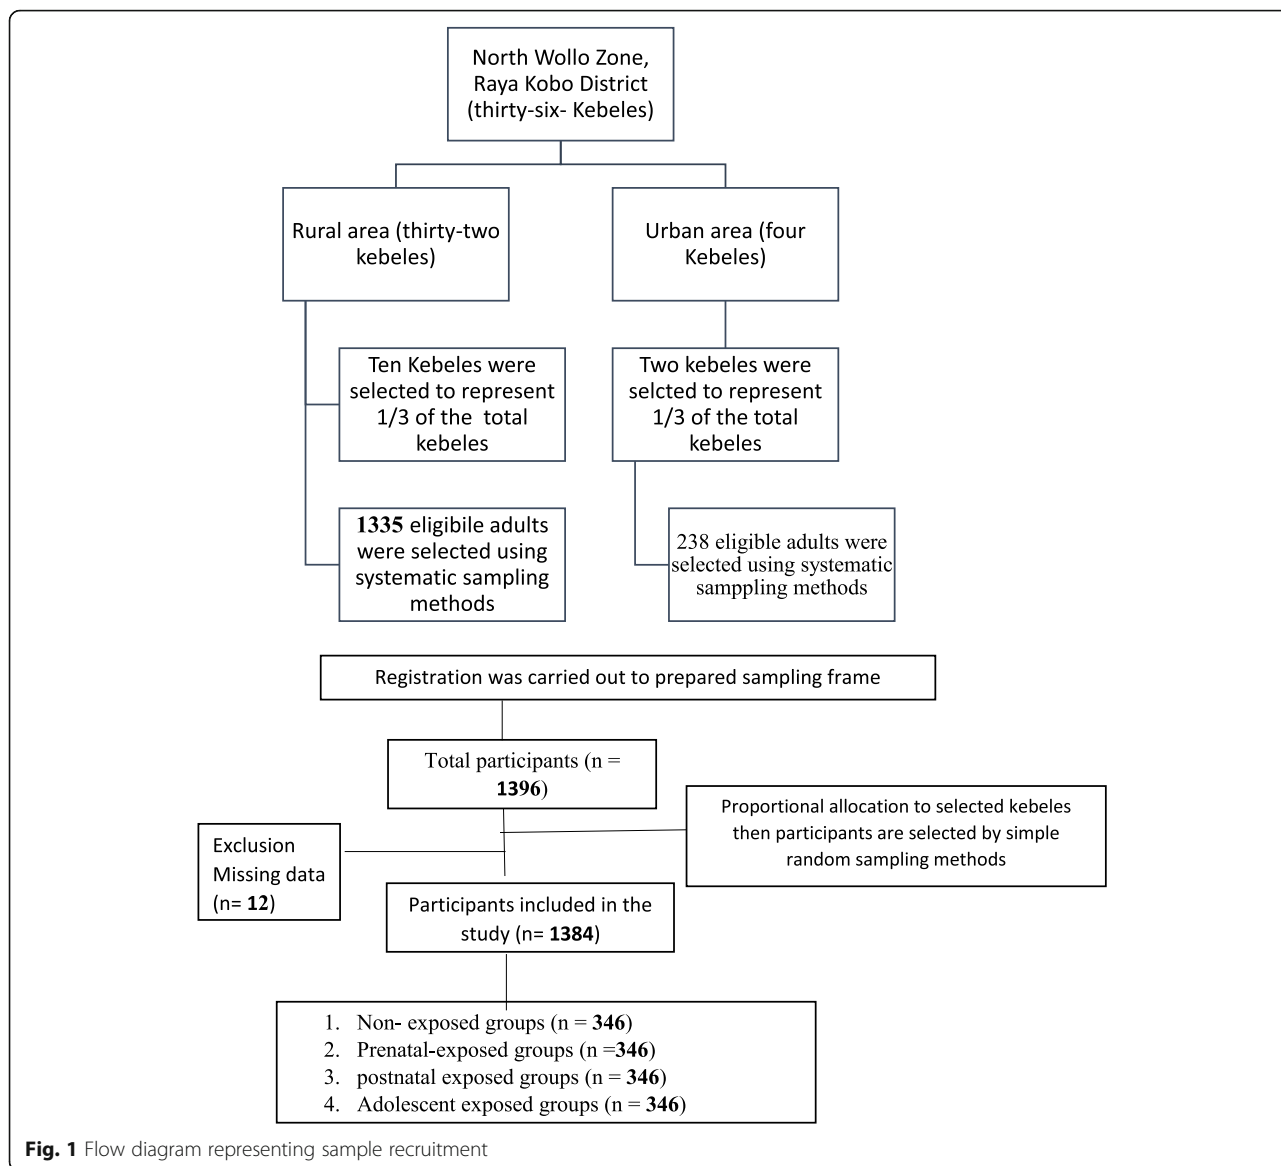 North Wollo Zone,
Raya Kobo District
(thirty-six- Kebeles)
Rural area (thirty-two
kebeles)
Urban area (four
Kebeles)
Ten Kebeles were
selected to represent
1/3 of the total
kebeles
Two kebeles were
selcted to represent
1/3 of the total
kebeles
1335 eligibile adults
were selected using
systematic sampling
methods
238 eligible adults were
selected using systematic
samppling methods
Registration was carried out to prepared sampling frame
Total participants (n =
1396)
Proportional allocation to selected kebeles
then participants are selected by simple
random sampling methods
Exclusion
Missing data
(n= 12)
Participants included in the
study (n= 1384)
1. Non- exposed groups (n = 346)
2. Prenatal-exposed groups (n =346)
3. postnatal exposed groups (n = 346)
4. Adolescent exposed groups (n = 346)
Fig. 1 Flow diagram representing sample recruitment